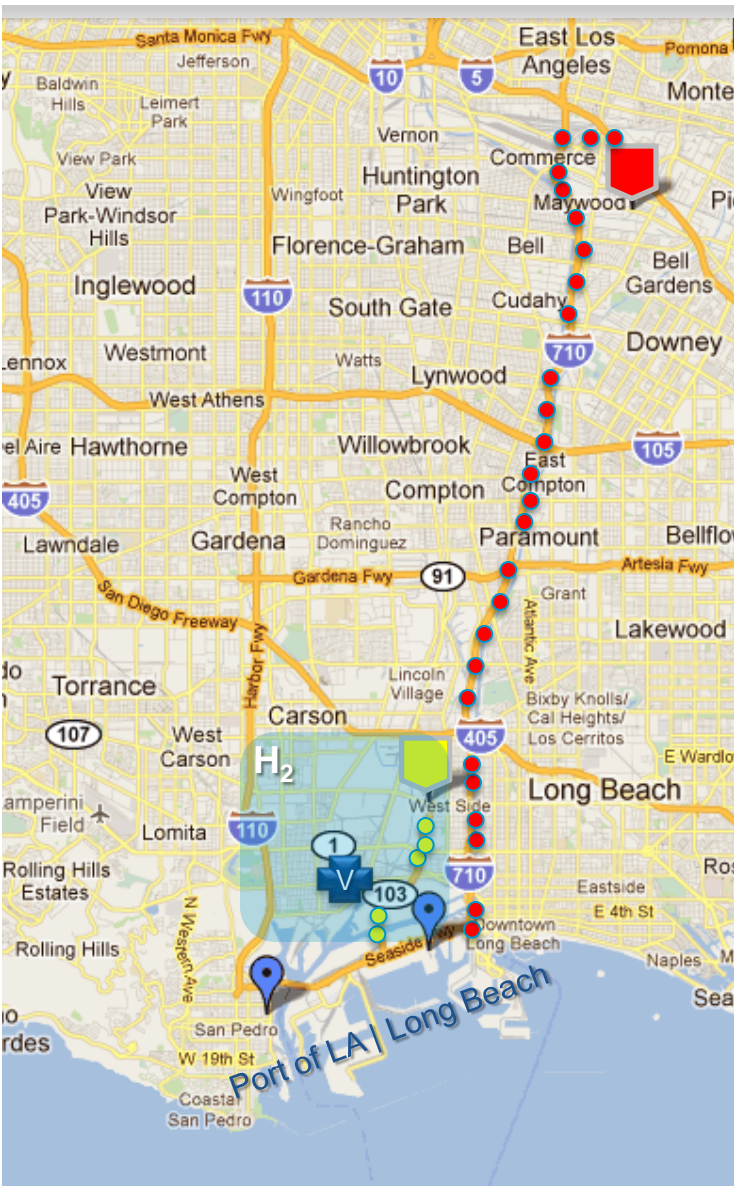 Santa Monica Fwy
Jefferson
East Los
Angeles
Pomona
10
5
Baldwin
Hills
Leimert
Park
Monte
Vernon
Commerce
View Park
Huntington
Park
Maywood
View
Park-Windsor
Hills
Wingfoot
Florence-Graham
Bell
Bell
Gardens
Inglewood
110
South Gate
Cudahy
710
Downey
Lennox
Westmont
Watts
Lynwood
West Athens
el Aire
Hawthorne
Willowbrook
105
East
Compton
West
Compton
Compton
405
Rancho
Dominguez
Lawndale
Gardena
Paramount
Bellflo
Gardena Fwy
91
Artesia Fwy
San Diego Freeway
Grant
Atlantic Ave
Lakewood
Harbor Fwy
do
Torrance
Lincoln
Village
Bixby Knolls/
Cal Heights/
Los Cerritos
Carson
107
West
Carson
405
E Wardlo
H2
Long Beach
West Side
amperini
Field
110
Lomita
1
V
103
710
Rolling Hills
Estates
Ros
Eastside
E 4th St
N Western Ave
Downtown
Long Beach
Rolling Hills
Seaside Fwy
Naples
Sea
San Pedro
Port of LA | Long Beach
rdes
W 19th St
Coastal
San Pedro